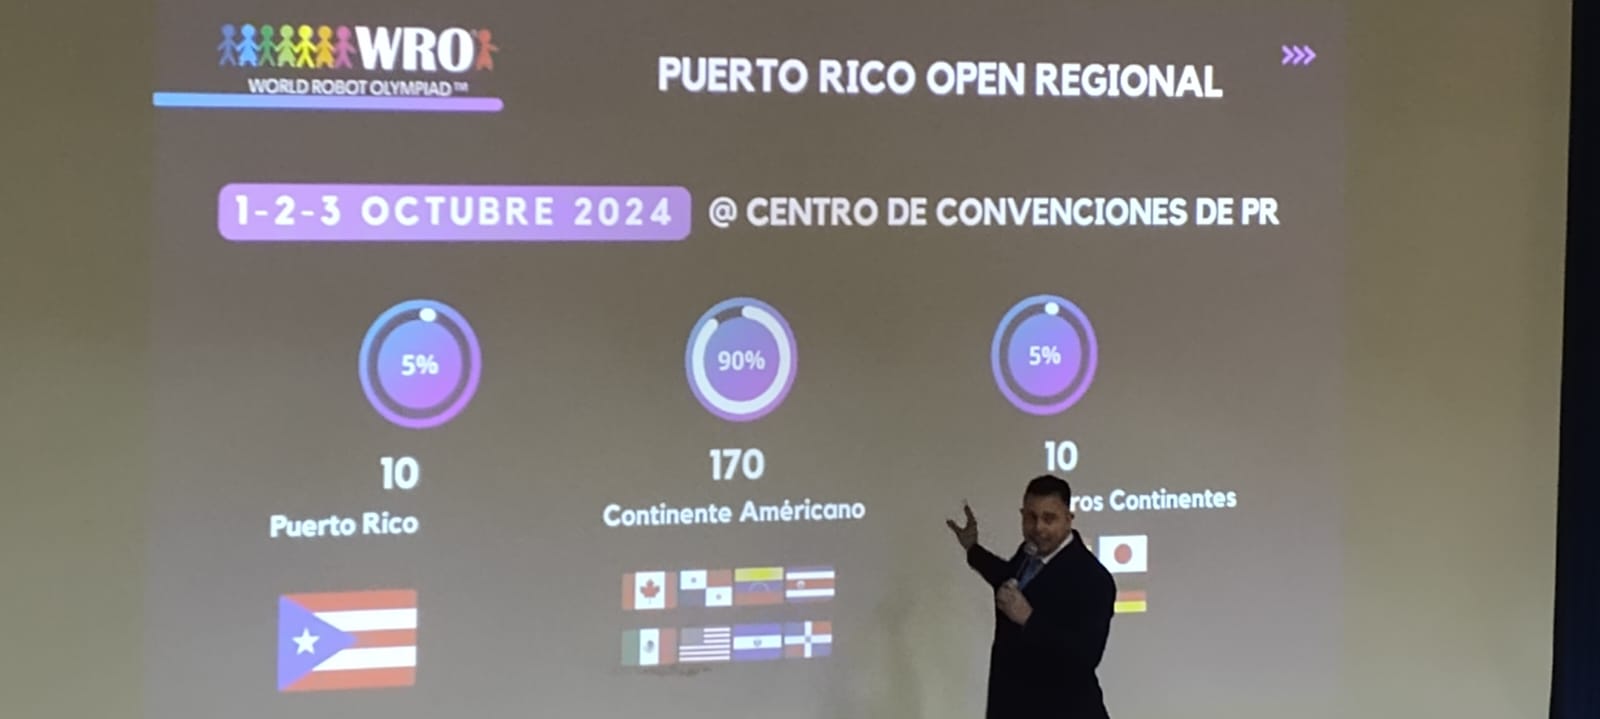 WRO
WORLD ROBOT OLYMPIAD™
PUERTO RICO OPEN REGIONAL
1-2-3 OCTUBRE 2024 @ CENTRO DE CONVENCIONES DE PR
5%
90%
5%
10
170
10
Puerto Rico
Continente Américano
ros Continentes